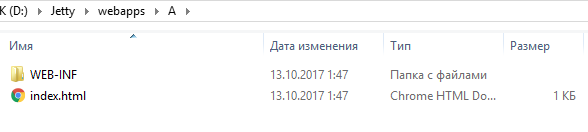 K (D:) Jetty webapps A
Имя Дата изменения Тип Размер
WEB-INF 13.10.2017 1:47 Папка с файлами
index.html 13.10.2017 1:47 Chrome HTML Do... 1 КБ